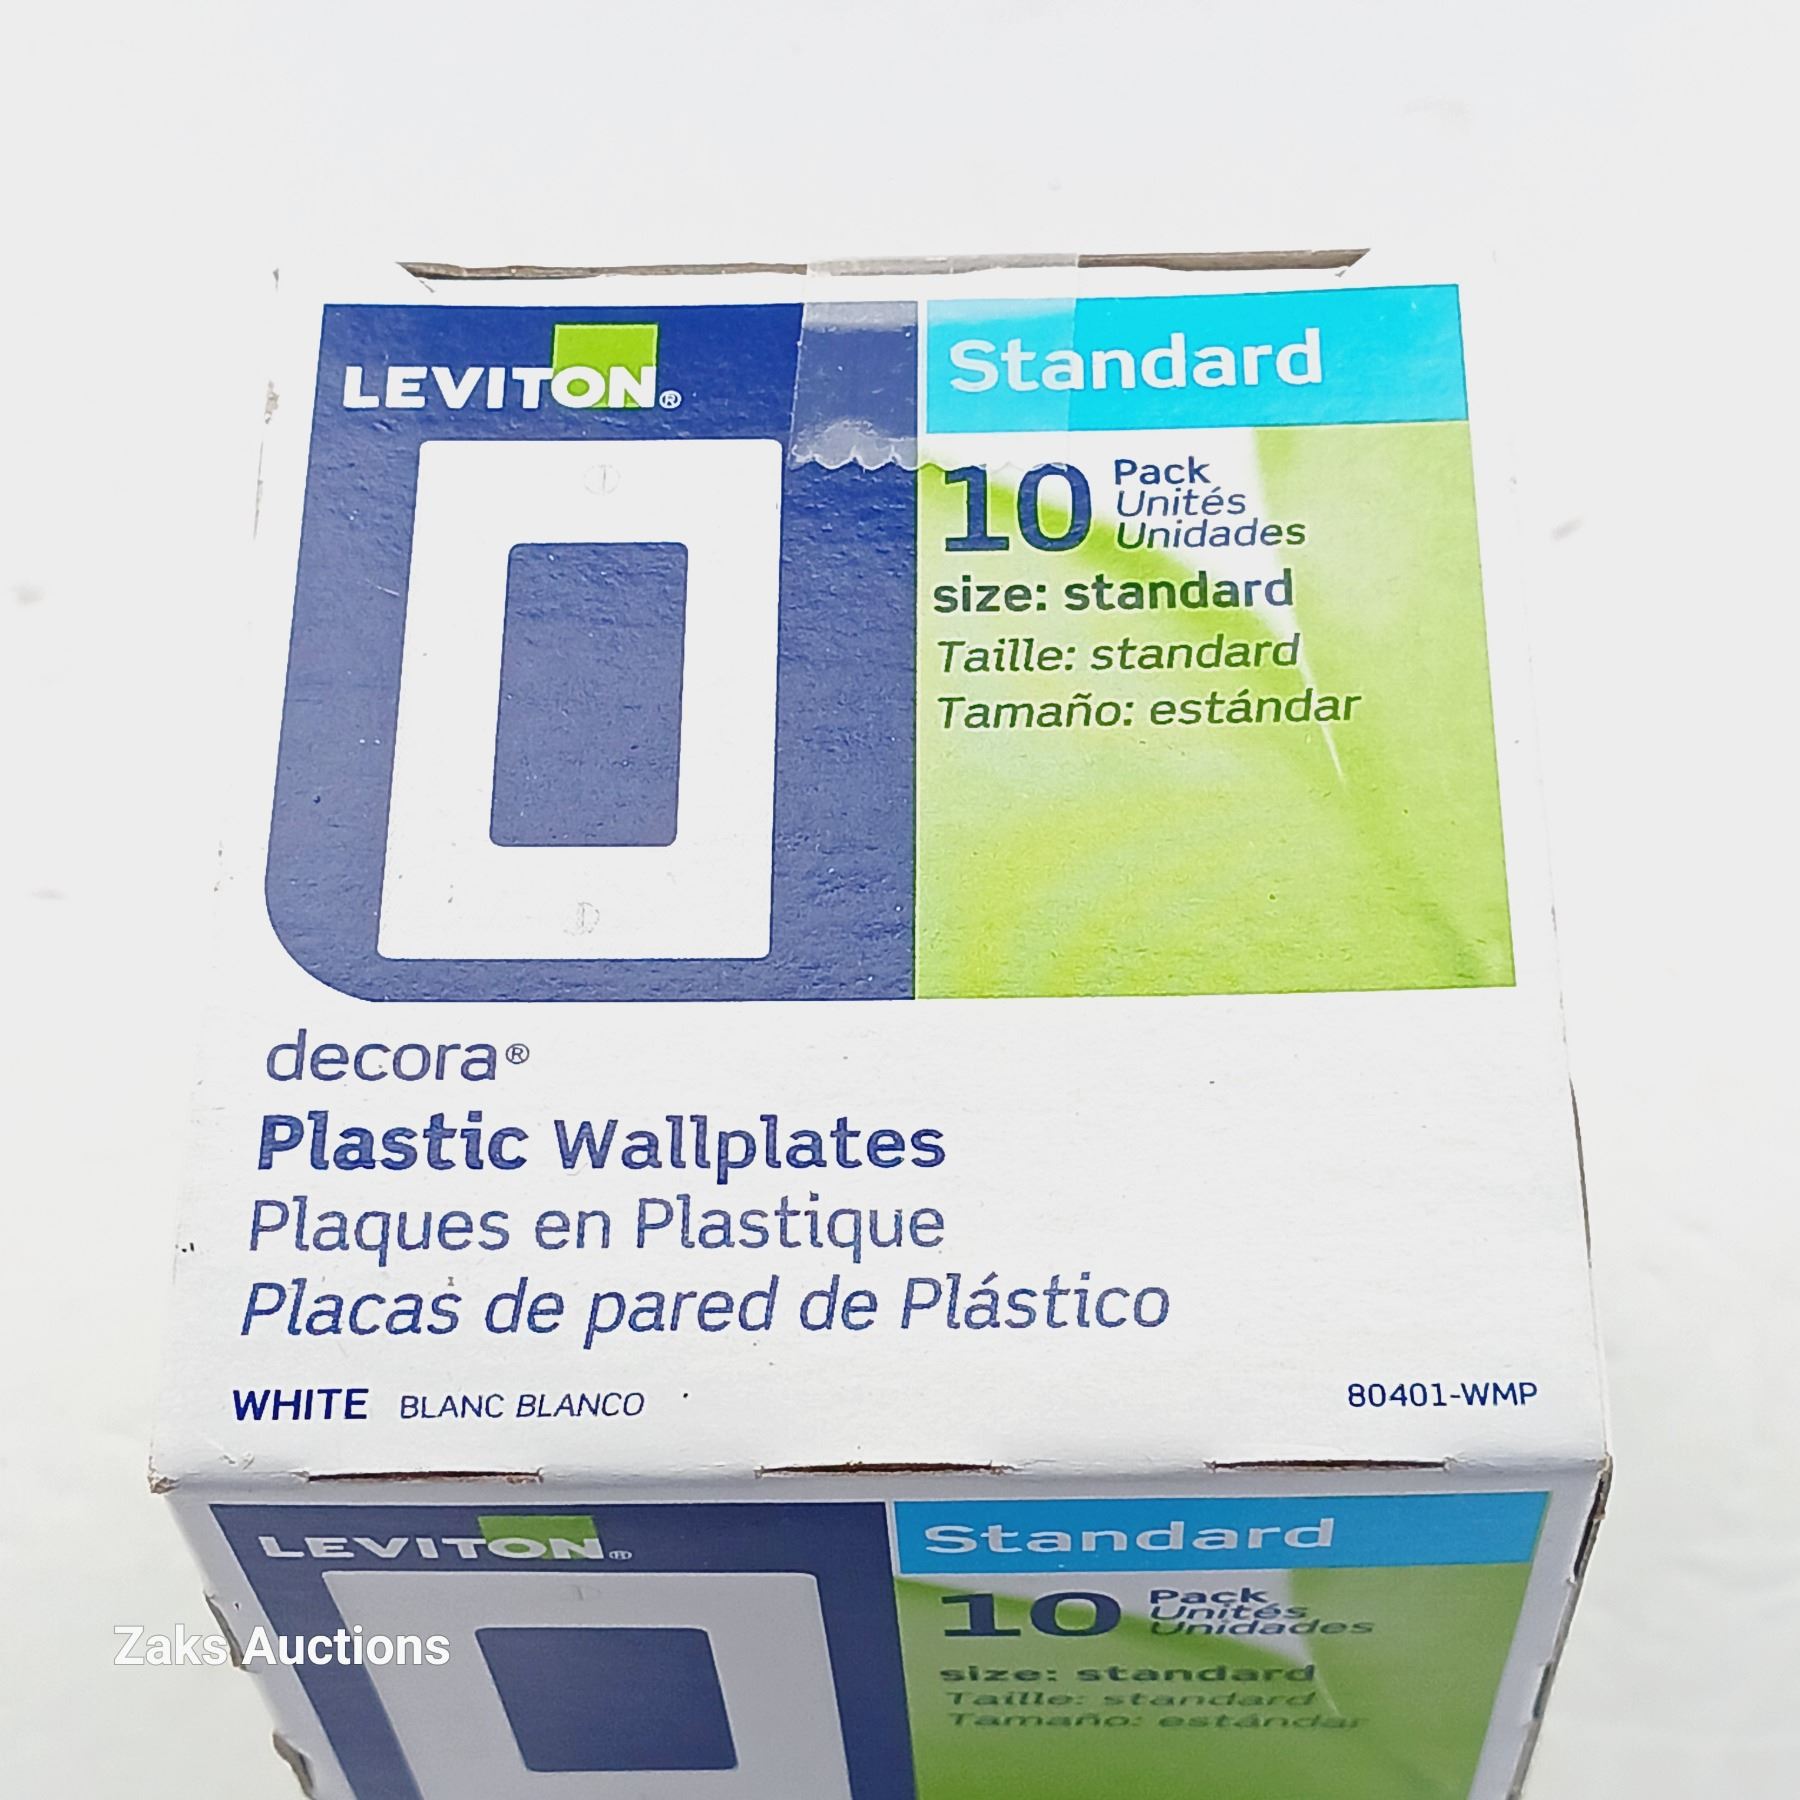 LEVITON®
Standard
10 Pack
Unités
Unidades
size: standard
Taille: standard
Tamaño: estándar
decora®
Plastic Wallplates
Plaques en Plastique
Placas de pared de Plástico
WHITE BLANC BLANCO
80401-WMP
LEVITON®
Standard
10 Pack
Unités
Unidades
size: standard
Taille: standard
Tamaño: estándar
Zaks Auctions